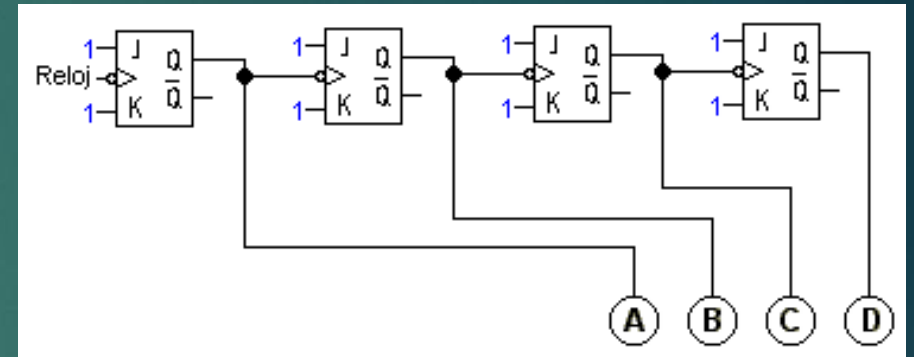 1 J Q 1 J Q 1 J Q 1 J Q
Reloj
1 K Q̅ 1 K Q̅ 1 K Q̅ 1 K Q̅
A B C D